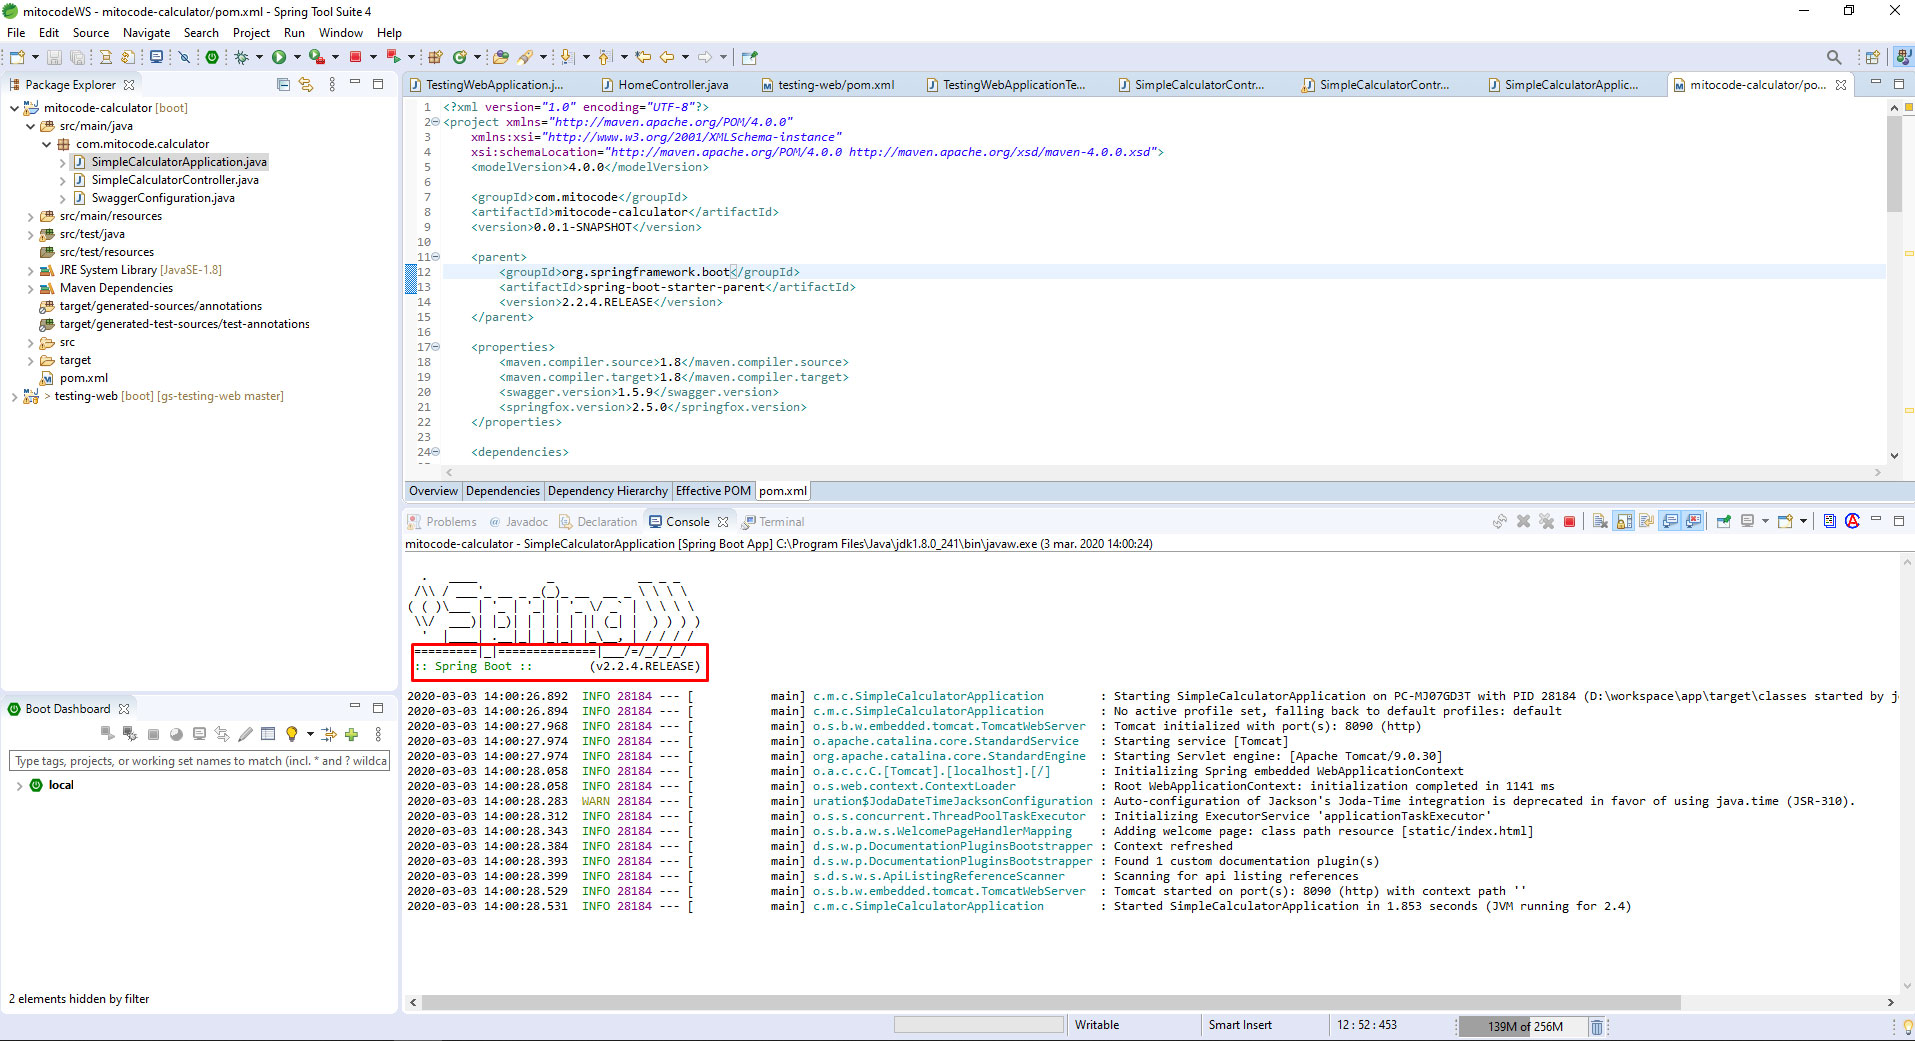 mitocodeWS - mitocode-calculator/pom.xml - Spring Tool Suite 4
File Edit Source Navigate Search Project Run Window Help
Package Explorer
mitocode-calculator [boot]
src/main/java
com.mitocode.calculator
SimpleCalculatorApplication.java
SimpleCalculatorController.java
SwaggerConfiguration.java
src/main/resources
src/test/java
src/test/resources
JRE System Library [JavaSE-1.8]
Maven Dependencies
target/generated-sources/annotations
target/generated-test-sources/test-annotations
src
target
pom.xml
> testing-web [boot] [gs-testing-web master]
Boot Dashboard
Type tags, projects, or working set names to match (incl. * and ? wildca
local
2 elements hidden by filter
TestingWebApplication.j... HomeController.java testing-web/pom.xml TestingWebApplicationTe... SimpleCalculatorContr... SimpleCalculatorContr... SimpleCalculatorApplic... mitocode-calculator/po...
1 <?xml version="1.0" encoding="UTF-8"?>
2 <project xmlns="http://maven.apache.org/POM/4.0.0"
3 xmlns:xsi="http://www.w3.org/2001/XMLSchema-instance"
4 xsi:schemaLocation="http://maven.apache.org/POM/4.0.0 http://maven.apache.org/xsd/maven-4.0.0.xsd">
5 <modelVersion>4.0.0</modelVersion>
6
7 <groupId>com.mitocode</groupId>
8 <artifactId>mitocode-calculator</artifactId>
9 <version>0.0.1-SNAPSHOT</version>
10
11 <parent>
12 <groupId>org.springframework.boot</groupId>
13 <artifactId>spring-boot-starter-parent</artifactId>
14 <version>2.2.4.RELEASE</version>
15 </parent>
16
17 <properties>
18 <maven.compiler.source>1.8</maven.compiler.source>
19 <maven.compiler.target>1.8</maven.compiler.target>
20 <swagger.version>1.5.9</swagger.version>
21 <springfox.version>2.5.0</springfox.version>
22 </properties>
23
24 <dependencies>
Overview Dependencies Dependency Hierarchy Effective POM pom.xml
Problems @ Javadoc Declaration Console Terminal
mitocode-calculator - SimpleCalculatorApplication [Spring Boot App] C:\Program Files\Java\jdk1.8.0_241\bin\javaw.exe (3 mar. 2020 14:00:24)
Spring
:: Spring Boot :: (v2.2.4.RELEASE)
2020-03-03 14:00:26.892 INFO 28184 --- [ main] c.m.c.SimpleCalculatorApplication : Starting SimpleCalculatorApplication on PC-MJ07GD3T with PID 28184 (D:\workspace\app\target\classes started by j
2020-03-03 14:00:26.894 INFO 28184 --- [ main] c.m.c.SimpleCalculatorApplication : No active profile set, falling back to default profiles: default
2020-03-03 14:00:27.968 INFO 28184 --- [ main] o.s.b.w.embedded.tomcat.TomcatWebServer : Tomcat initialized with port(s): 8090 (http)
2020-03-03 14:00:27.974 INFO 28184 --- [ main] o.apache.catalina.core.StandardService : Starting service [Tomcat]
2020-03-03 14:00:27.974 INFO 28184 --- [ main] org.apache.catalina.core.StandardEngine : Starting Servlet engine: [Apache Tomcat/9.0.30]
2020-03-03 14:00:28.058 INFO 28184 --- [ main] o.a.c.c.C.[Tomcat].[localhost].[/] : Initializing Spring embedded WebApplicationContext
2020-03-03 14:00:28.058 INFO 28184 --- [ main] o.s.web.context.ContextLoader : Root WebApplicationContext: initialization completed in 1141 ms
2020-03-03 14:00:28.283 WARN 28184 --- [ main] uration$JodaDateTimeJacksonConfiguration : Auto-configuration of Jackson's Joda-Time integration is deprecated in favor of using java.time (JSR-310).
2020-03-03 14:00:28.312 INFO 28184 --- [ main] o.s.s.concurrent.ThreadPoolTaskExecutor : Initializing ExecutorService 'applicationTaskExecutor'
2020-03-03 14:00:28.343 INFO 28184 --- [ main] o.s.b.a.w.s.WelcomePageHandlerMapping : Adding welcome page: class path resource [static/index.html]
2020-03-03 14:00:28.384 INFO 28184 --- [ main] d.s.w.p.DocumentationPluginsBootstrapper : Context refreshed
2020-03-03 14:00:28.393 INFO 28184 --- [ main] d.s.w.p.DocumentationPluginsBootstrapper : Found 1 custom documentation plugin(s)
2020-03-03 14:00:28.399 INFO 28184 --- [ main] s.d.s.w.s.ApiListingReferenceScanner : Scanning for api listing references
2020-03-03 14:00:28.529 INFO 28184 --- [ main] o.s.b.w.embedded.tomcat.TomcatWebServer : Tomcat started on port(s): 8090 (http) with context path ''
2020-03-03 14:00:28.531 INFO 28184 --- [ main] c.m.c.SimpleCalculatorApplication : Started SimpleCalculatorApplication in 1.853 seconds (JVM running for 2.4)
Writable Smart Insert 12 : 52 : 453 139M of 256M